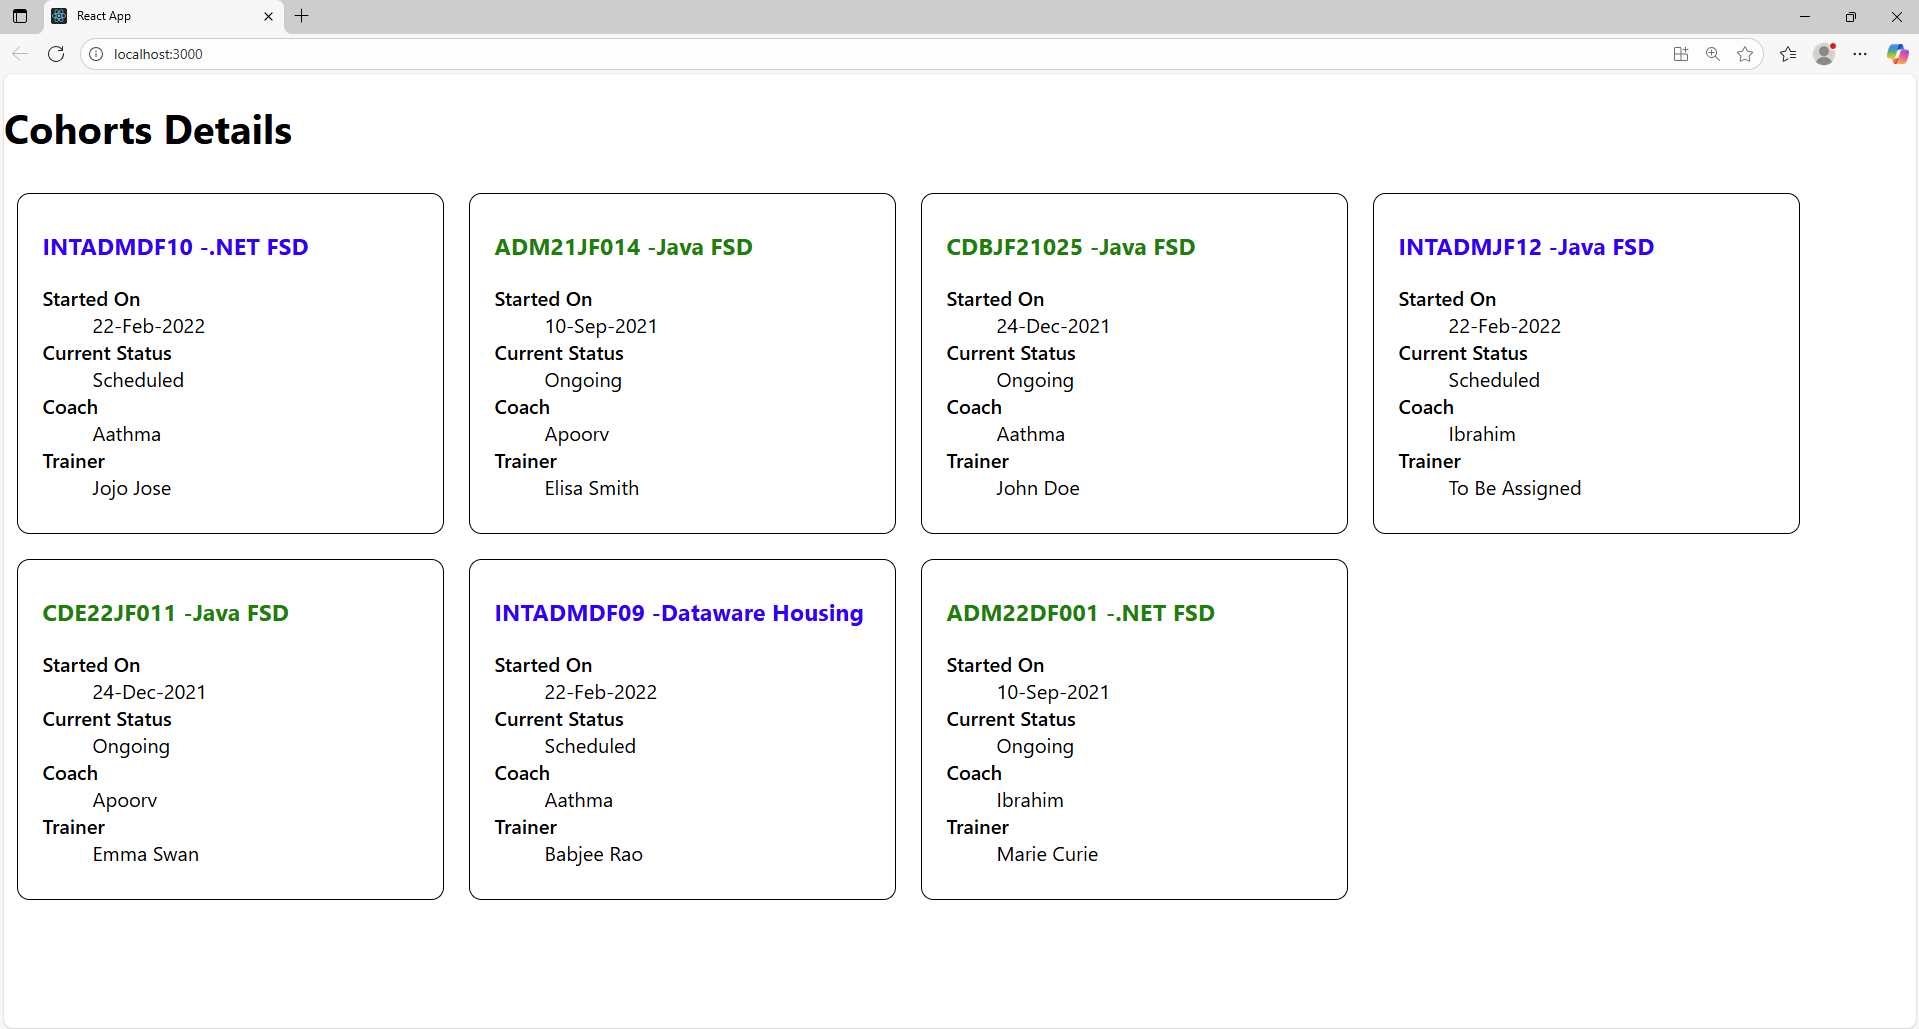 React App
localhost:3000
Cohorts Details
INTADMDF10 -.NET FSD
Started On
22-Feb-2022
Current Status
Scheduled
Coach
Aathma
Trainer
Jojo Jose
ADM21JF014 -Java FSD
Started On
10-Sep-2021
Current Status
Ongoing
Coach
Apoorv
Trainer
Elisa Smith
CDBJF21025 -Java FSD
Started On
24-Dec-2021
Current Status
Ongoing
Coach
Aathma
Trainer
John Doe
INTADMJF12 -Java FSD
Started On
22-Feb-2022
Current Status
Scheduled
Coach
Ibrahim
Trainer
To Be Assigned
CDE22JF011 -Java FSD
Started On
24-Dec-2021
Current Status
Ongoing
Coach
Apoorv
Trainer
Emma Swan
INTADMDF09 -Dataware Housing
Started On
22-Feb-2022
Current Status
Scheduled
Coach
Aathma
Trainer
Babjee Rao
ADM22DF001 -.NET FSD
Started On
10-Sep-2021
Current Status
Ongoing
Coach
Ibrahim
Trainer
Marie Curie